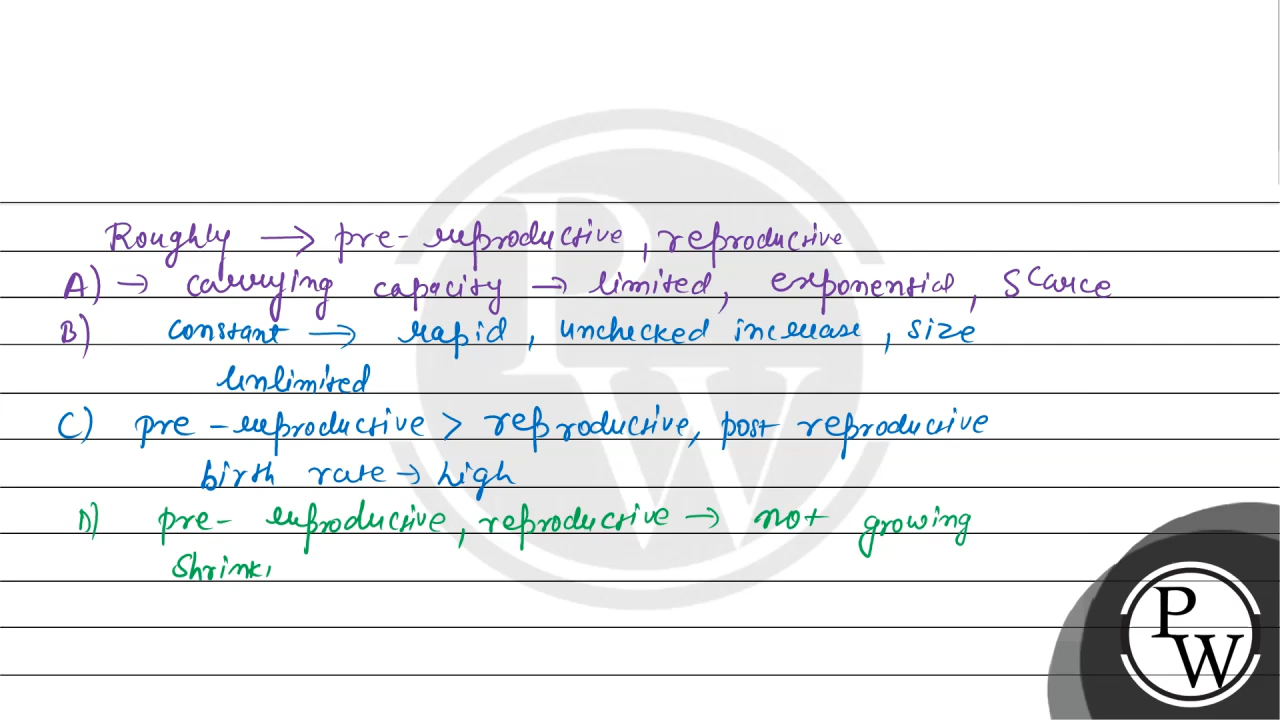 Roughly → pre-reproductive, reproductive
A) → carrying capacity → limited, exponential, scarce
B) constant → rapid, unchecked increase, size
unlimited
C) pre-reproductive > reproductive, post reproductive
birth rate → high
D) pre-reproductive, reproductive → not growing
shrink,
P
W
PW